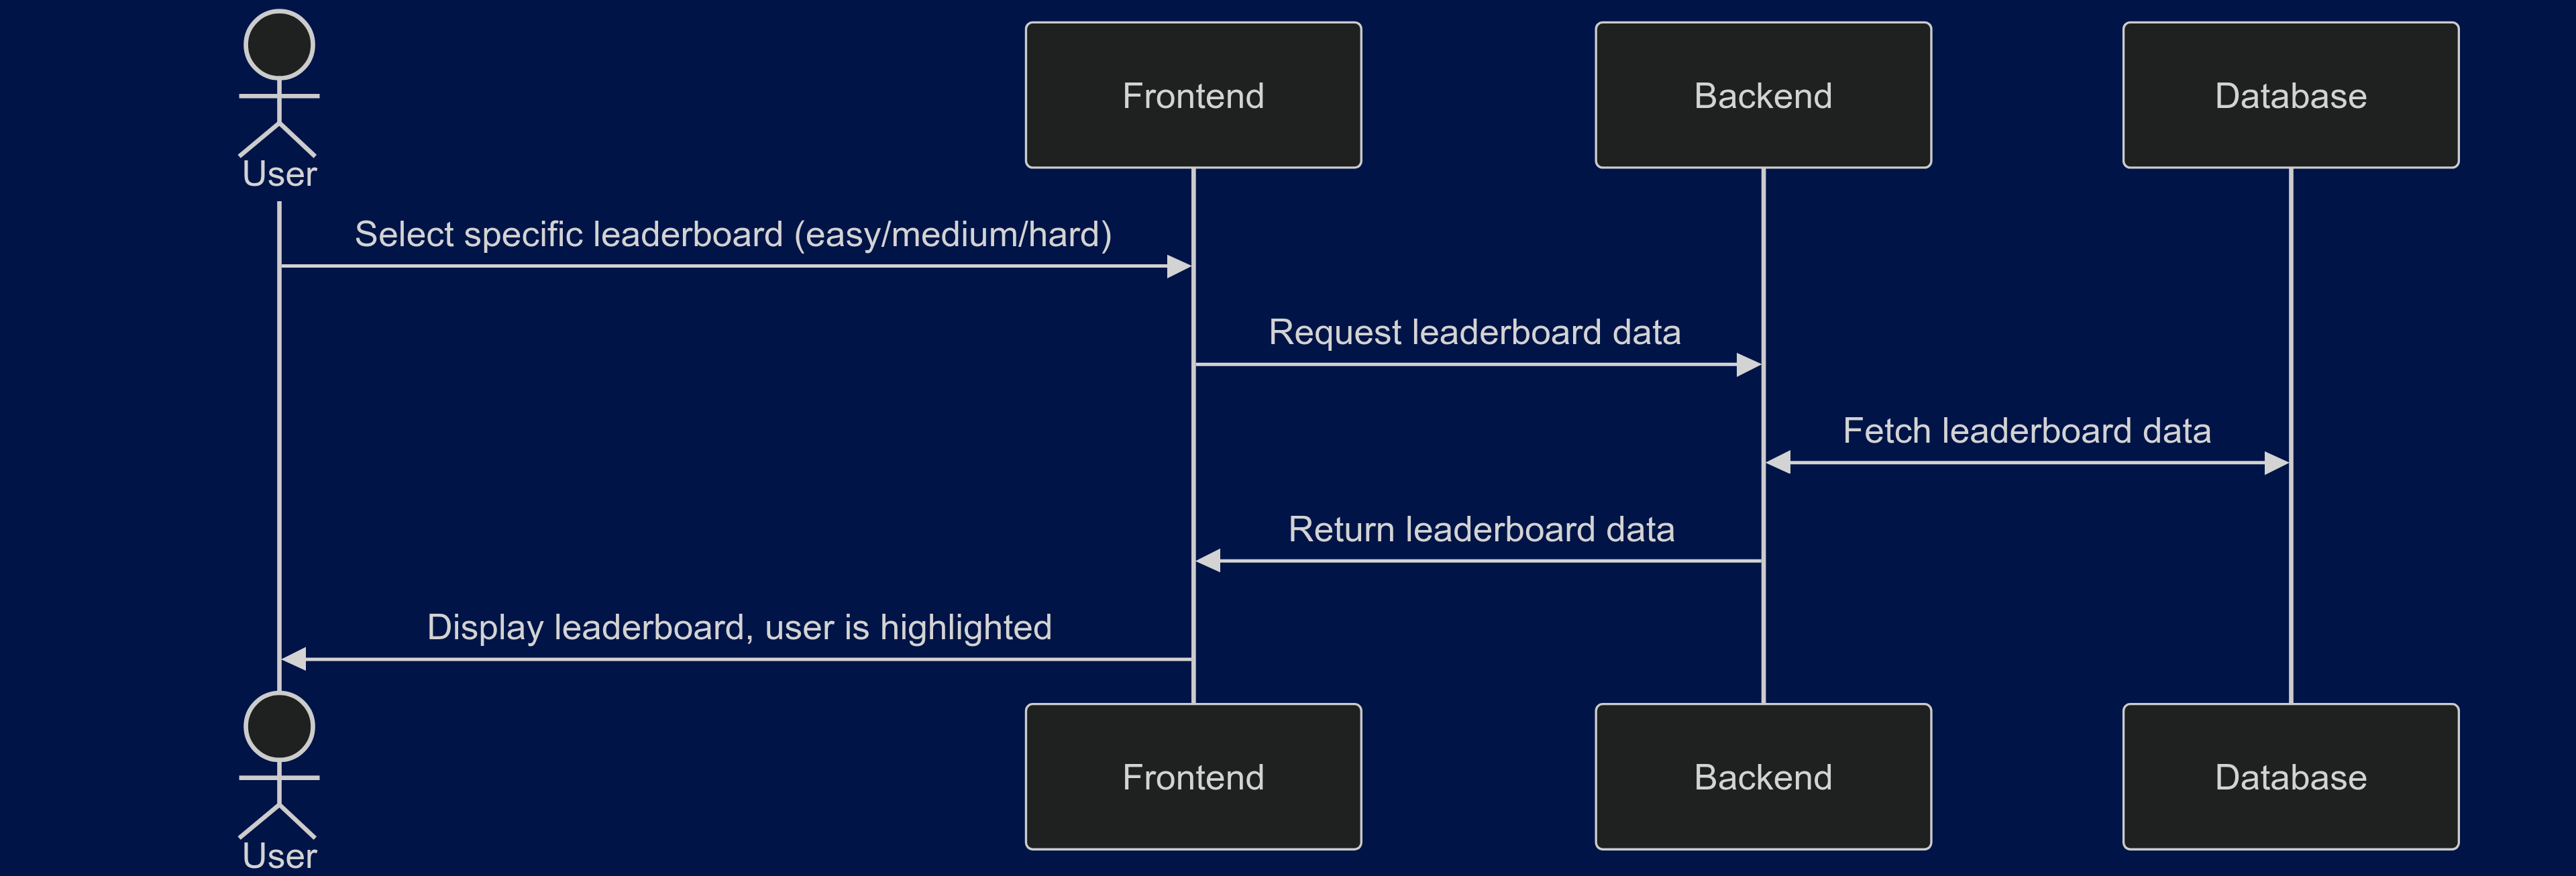 Frontend
Backend
Database
User
Select specific leaderboard (easy/medium/hard)
Request leaderboard data
Fetch leaderboard data
Return leaderboard data
Display leaderboard, user is highlighted
Frontend
Backend
Database
User